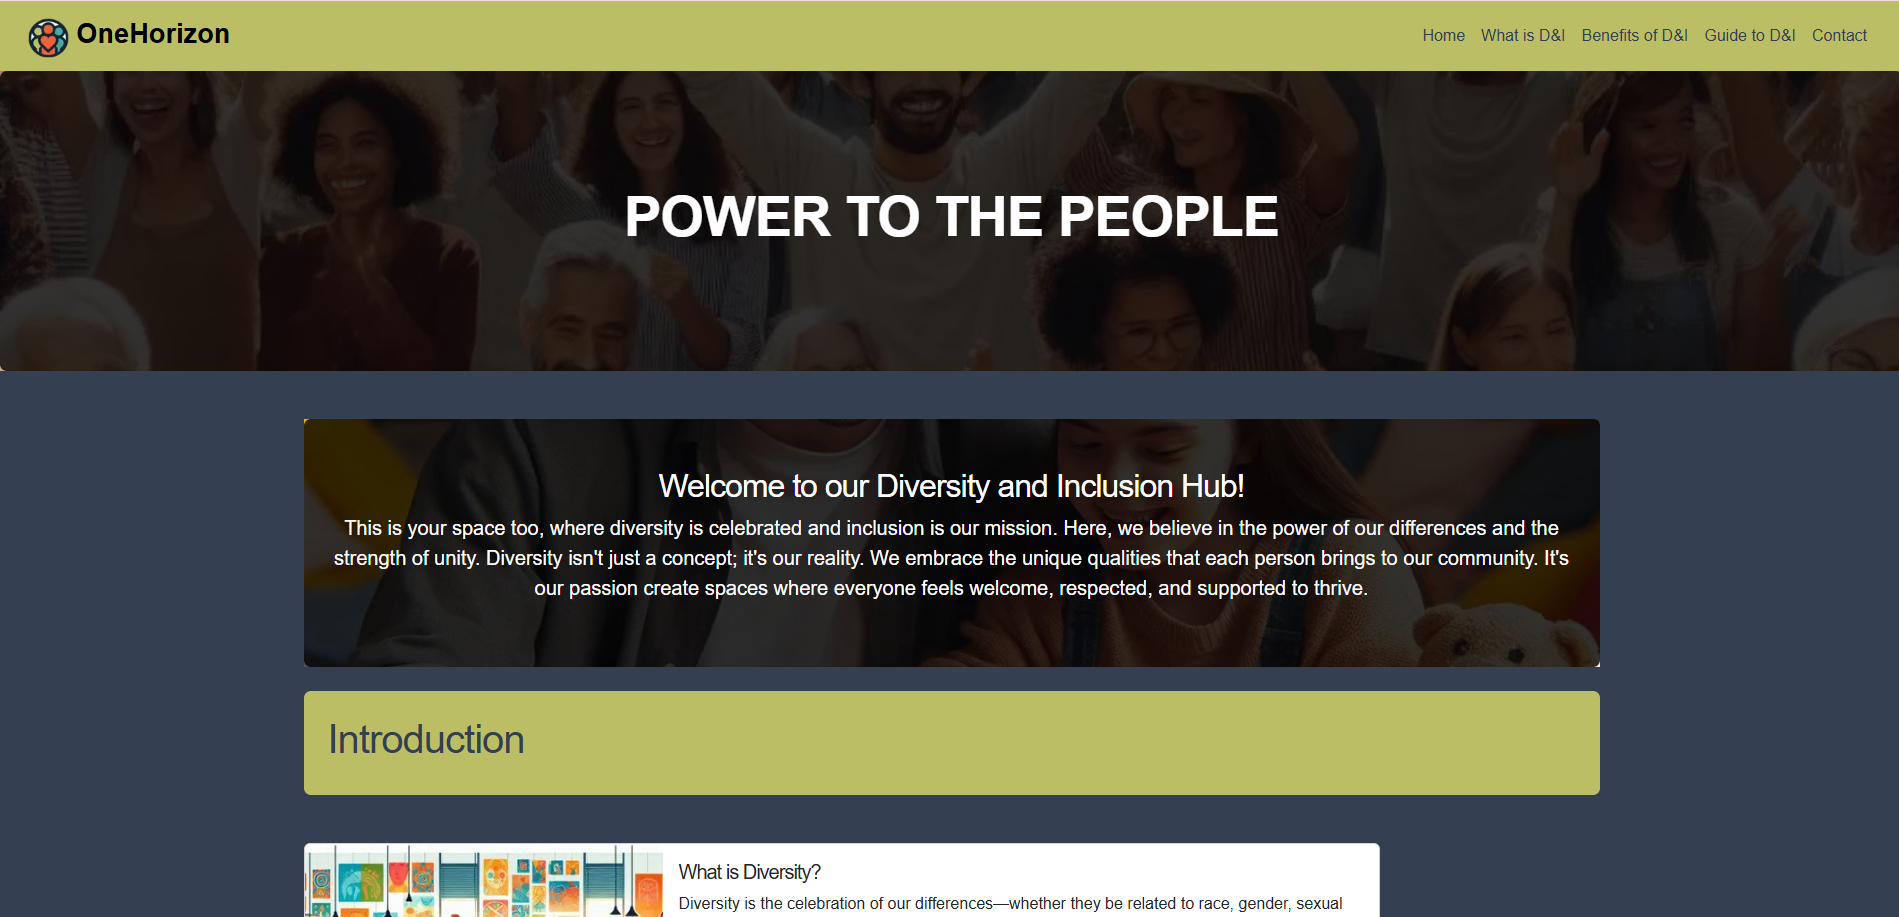 OneHorizon
Home What is D&I Benefits of D&I Guide to D&I Contact
POWER TO THE PEOPLE
Welcome to our Diversity and Inclusion Hub!
This is your space too, where diversity is celebrated and inclusion is our mission. Here, we believe in the power of our differences and the
strength of unity. Diversity isn't just a concept; it's our reality. We embrace the unique qualities that each person brings to our community. It's
our passion create spaces where everyone feels welcome, respected, and supported to thrive.
Introduction
What is Diversity?
Diversity is the celebration of our differences—whether they be related to race, gender, sexual